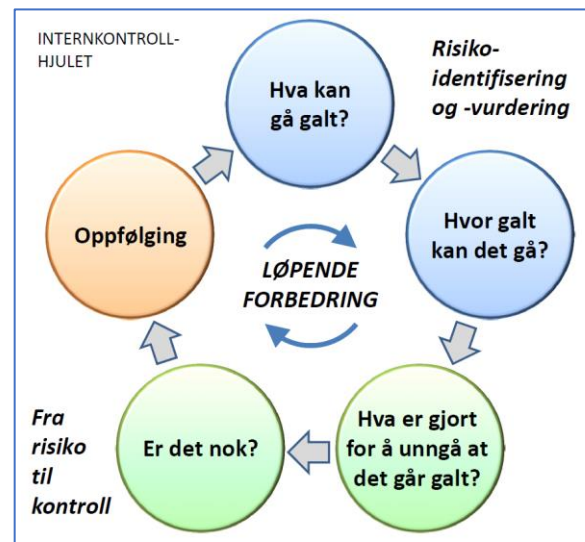 INTERNKONTROLL-
HJULET
Hva kan
gå galt?
Risiko-
identifisering
og -vurdering
Hvor galt
kan det gå?
Oppfølging
LØPENDE
FORBEDRING
Hva er gjort
for å unngå at
det går galt?
Er det nok?
Fra
risiko
til
kontroll